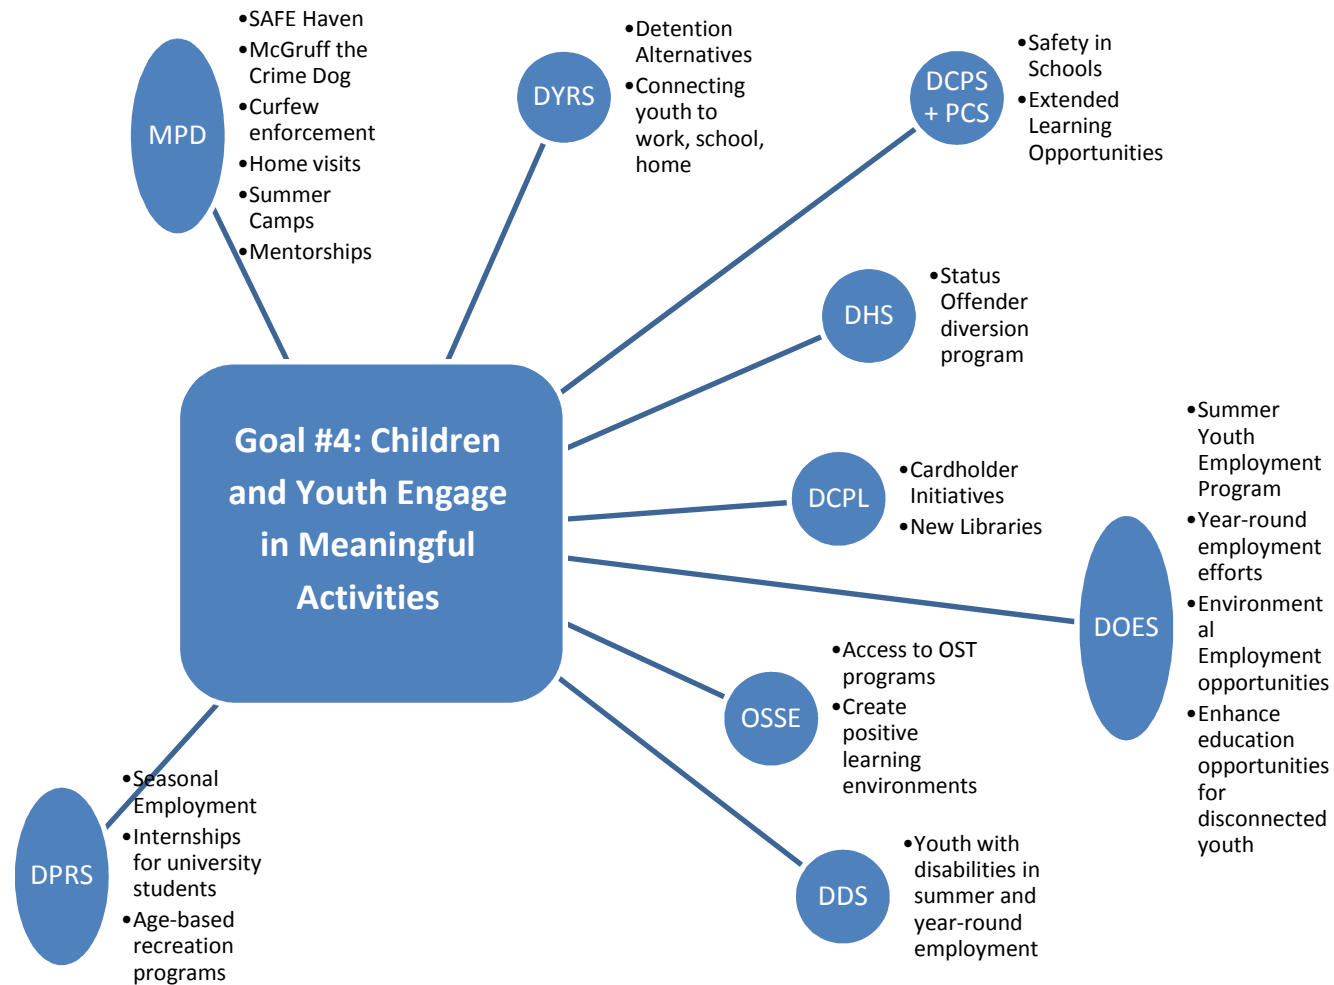 MPD
•SAFE Haven
•McGruff the
Crime Dog
•Curfew
enforcement
•Home visits
•Summer
Camps
•Mentorships
DYRS
•Detention
Alternatives
•Connecting
youth to
work, school,
home
DCPS
+ PCS
•Safety in
Schools
•Extended
Learning
Opportunities
DHS
•Status
Offender
diversion
program
Goal #4: Children
and Youth Engage
in Meaningful
Activities
DCPL
•Cardholder
Initiatives
•New Libraries
DOES
•Summer
Youth
Employment
Program
•Year-round
employment
efforts
•Environment
al
Employment
opportunities
•Enhance
education
opportunities
for
disconnected
youth
OSSE
•Access to OST
programs
•Create
positive
learning
environments
DDS
•Youth with
disabilities in
summer and
year-round
employment
DPRS
•Seasonal
Employment
•Internships
for university
students
•Age-based
recreation
programs